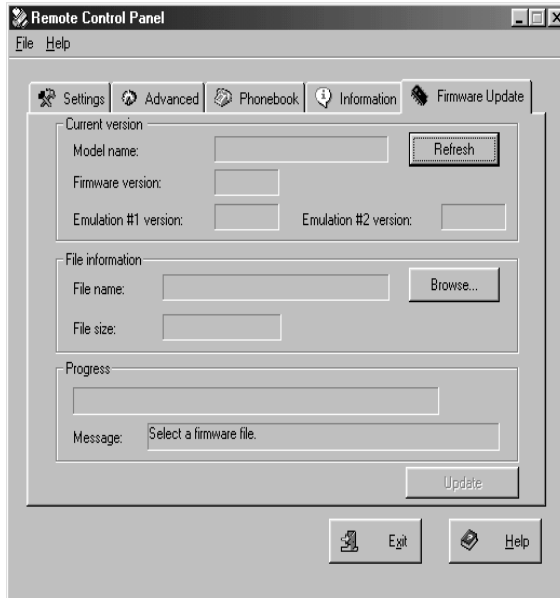 Remote Control Panel
File Help
Settings Advanced Phonebook Information Firmware Update
Current version
Model name: Refresh
Firmware version:
Emulation #1 version: Emulation #2 version:
File information
File name: Browse...
File size:
Progress
Message: Select a firmware file.
Update
Exit Help